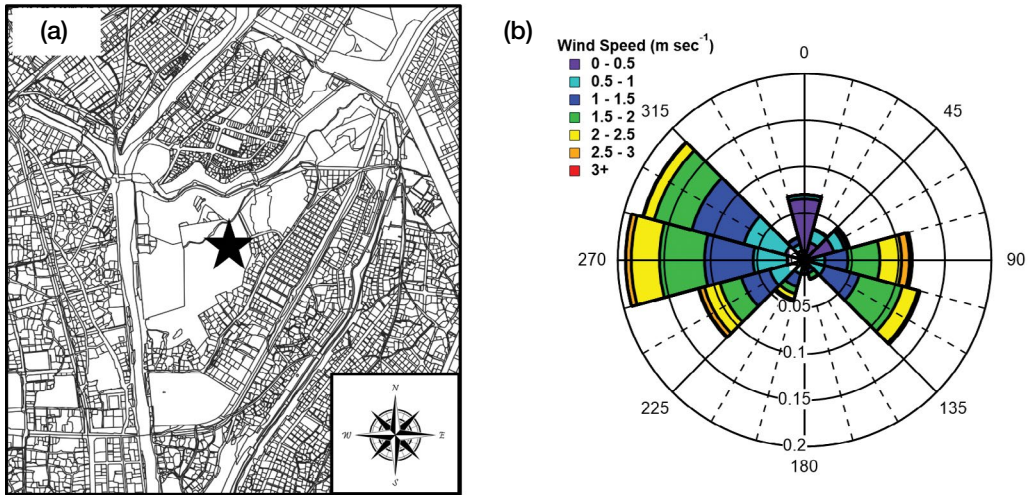 (a)
N
W E
S
(b)
Wind Speed (m sec⁻¹)
0 - 0.5
0.5 - 1
1 - 1.5
1.5 - 2
2 - 2.5
2.5 - 3
3+
0
315 45
270 90
0.05
0.1
225 135
0.15
0.2
180